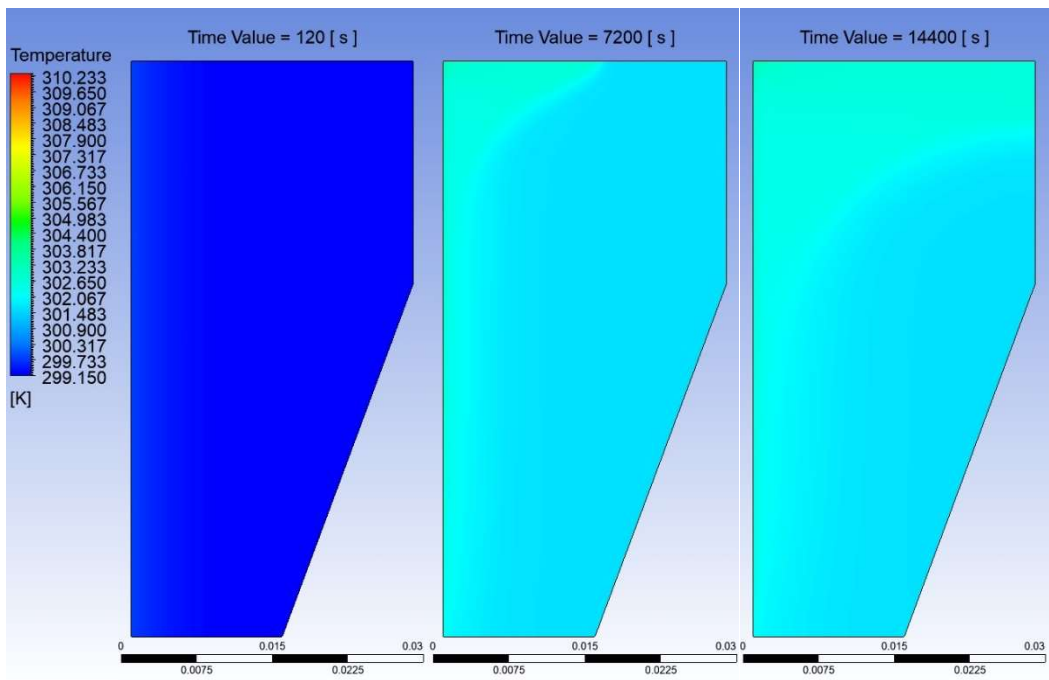 Time Value = 120 [ s ]
Time Value = 7200 [ s ]
Time Value = 14400 [ s ]
Temperature
310.233
309.650
309.067
308.483
307.900
307.317
306.733
306.150
305.567
304.983
304.400
303.817
303.233
302.650
302.067
301.483
300.900
300.317
299.733
299.150
[K]
0 0.015 0.03
0.0075 0.0225
0 0.015 0.03
0.0075 0.0225
0 0.015 0.03
0.0075 0.0225